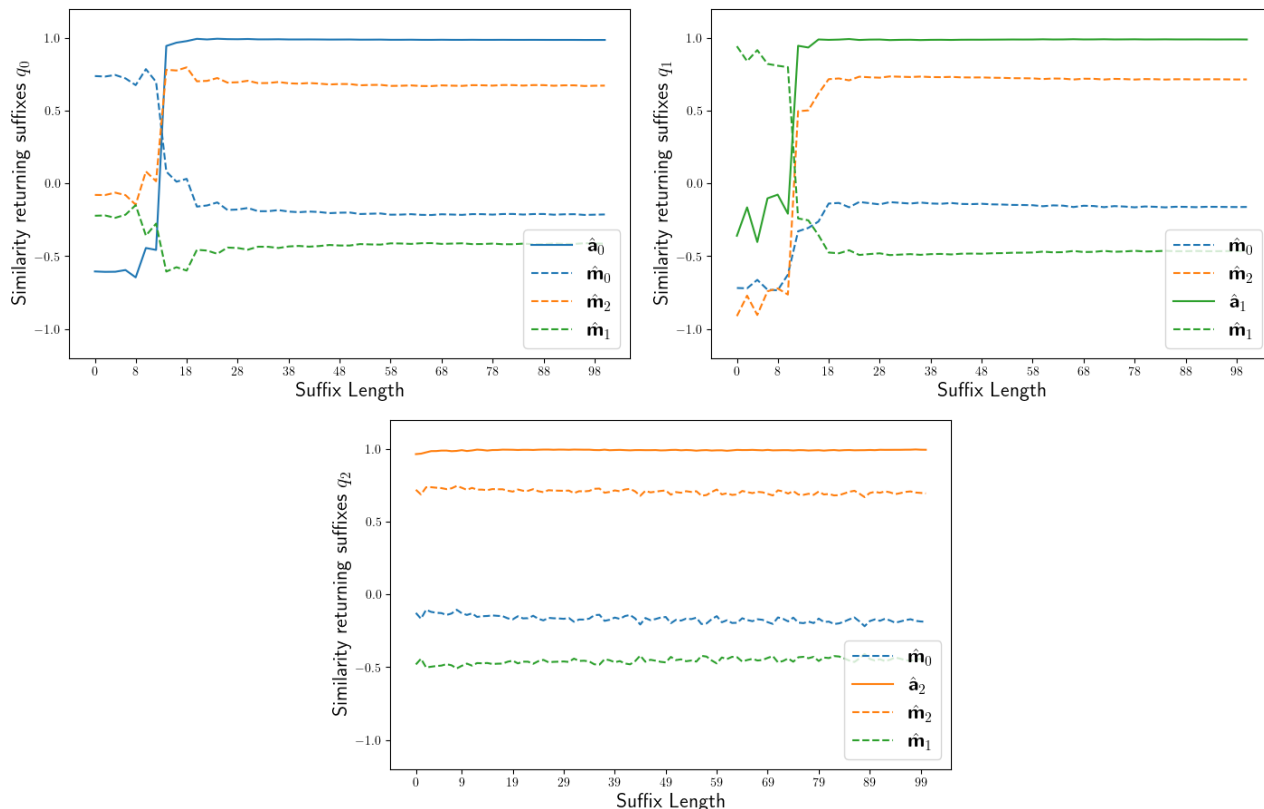 Similarity returning suffixes q₀
1.0
0.5
0.0
−0.5
−1.0
0 8 18 28 38 48 58 68 78 88 98
Suffix Length
â₀
m̂₀
m̂₂
m̂₁
Similarity returning suffixes q₁
1.0
0.5
0.0
−0.5
−1.0
0 8 18 28 38 48 58 68 78 88 98
Suffix Length
m̂₀
m̂₂
â₁
m̂₁
Similarity returning suffixes q₂
1.0
0.5
0.0
−0.5
−1.0
0 9 19 29 39 49 59 69 79 89 99
Suffix Length
m̂₀
â₂
m̂₂
m̂₁